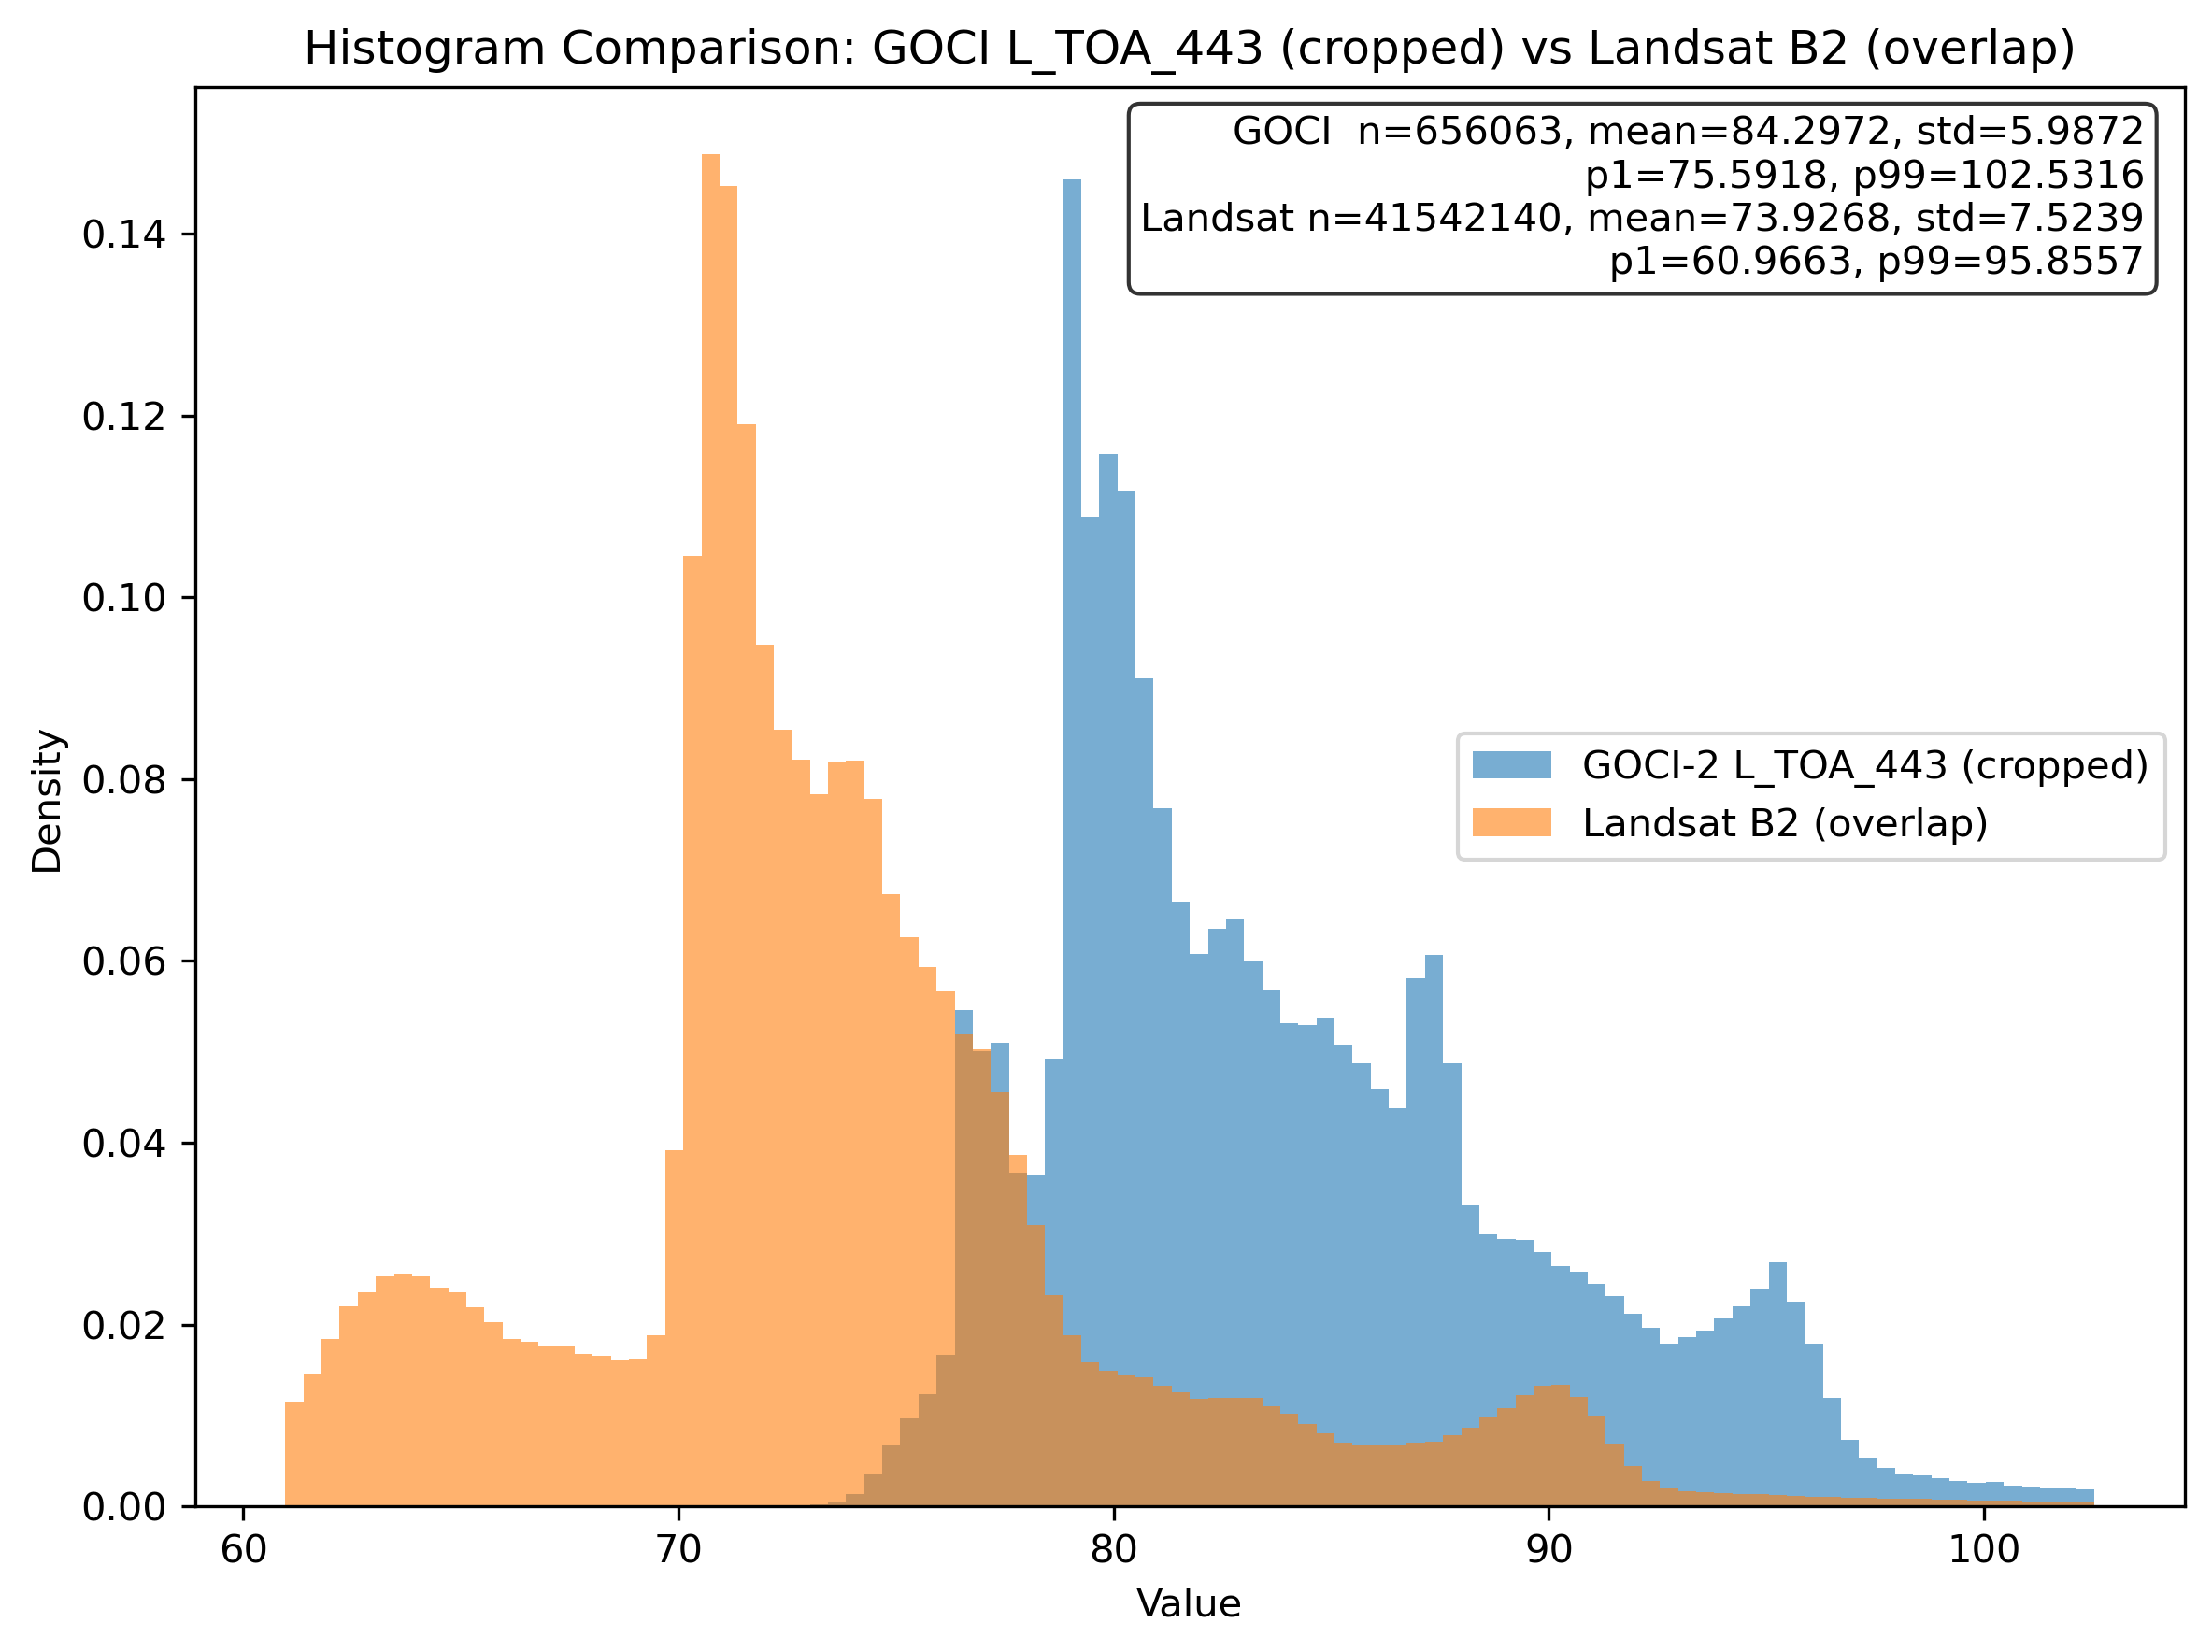 Histogram Comparison: GOCI L_TOA_443 (cropped) vs Landsat B2 (overlap)
GOCI  n=656063, mean=84.2972, std=5.9872
p1=75.5918, p99=102.5316
Landsat n=41542140, mean=73.9268, std=7.5239
p1=60.9663, p99=95.8557
0.14
0.12
0.10
0.08
0.06
0.04
0.02
0.00
Density
GOCI-2 L_TOA_443 (cropped)
Landsat B2 (overlap)
60
70
80
90
100
Value